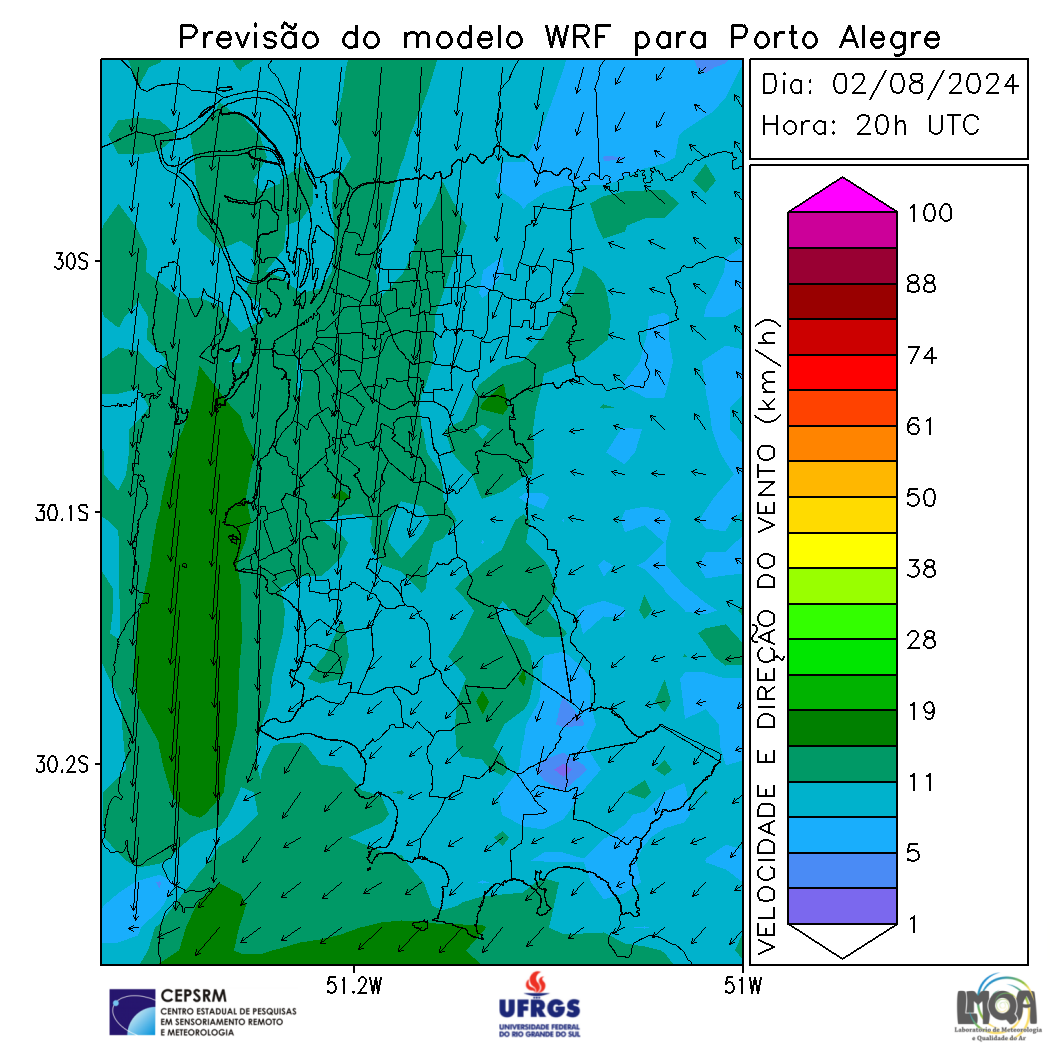 Previsão do modelo WRF para Porto Alegre
Dia: 02/08/2024
Hora: 20h UTC
30S
30.1S
30.2S
51.2W
51W
VELOCIDADE E DIREÇÃO DO VENTO (km/h)
100
88
74
61
50
38
28
19
11
5
1
CEPSRM
CENTRO ESTADUAL DE PESQUISAS
EM SENSORIAMENTO REMOTO
E METEOROLOGIA
UFRGS
UNIVERSIDADE FEDERAL
DO RIO GRANDE DO SUL
LMQA
Laboratório de Meteorologia
e Qualidade do Ar